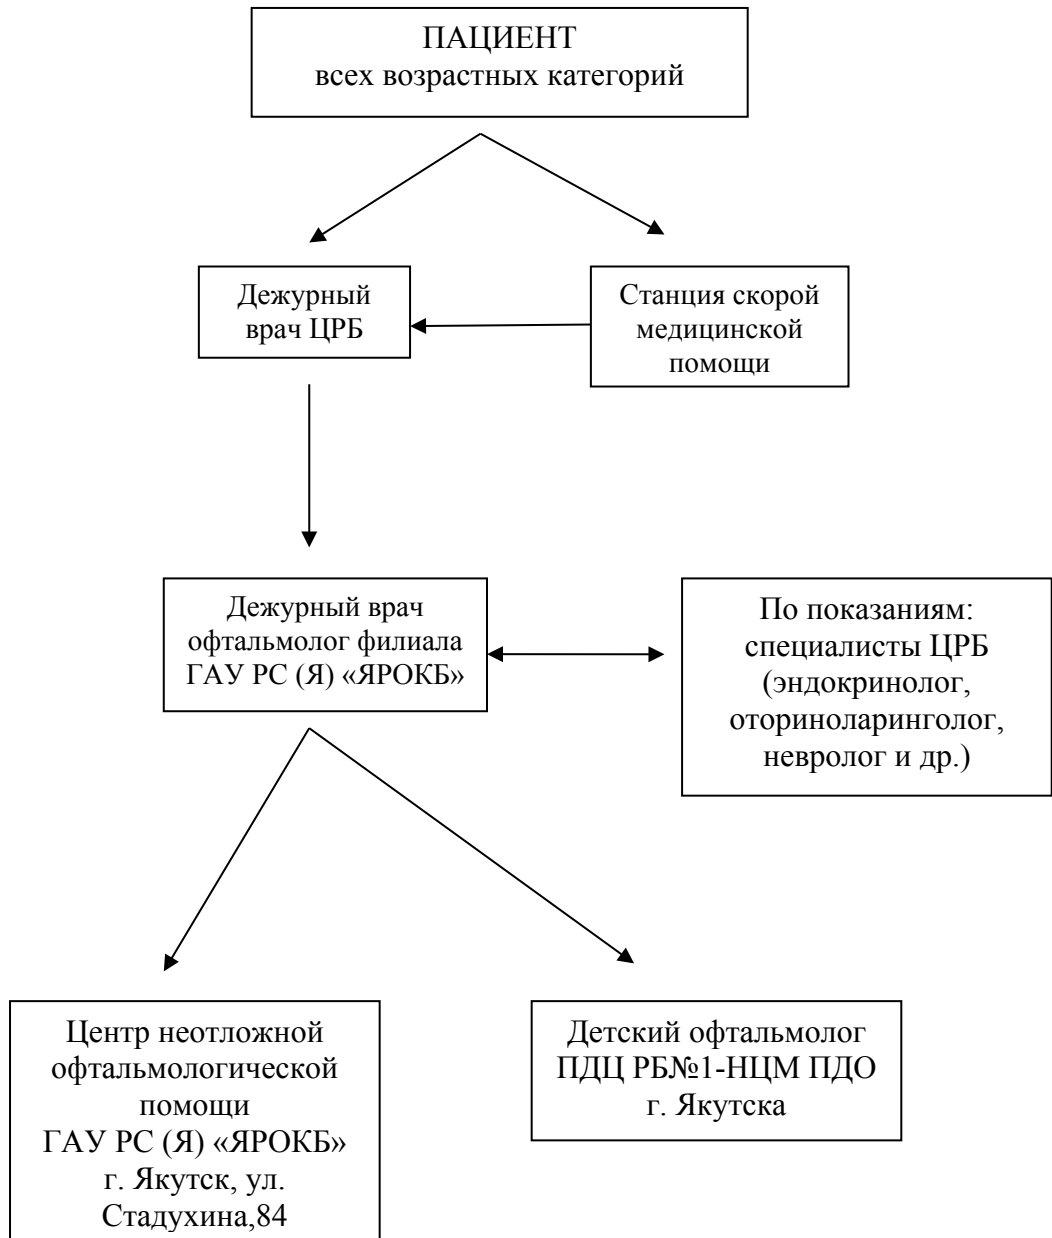 ПАЦИЕНТ
всех возрастных категорий
Дежурный
врач ЦРБ
Станция скорой
медицинской
помощи
Дежурный врач
офтальмолог филиала
ГАУ РС (Я) «ЯРОКБ»
По показаниям:
специалисты ЦРБ
(эндокринолог,
оториноларинголог,
невролог и др.)
Центр неотложной
офтальмологической
помощи
ГАУ РС (Я) «ЯРОКБ»
г. Якутск, ул.
Стадухина,84
Детский офтальмолог
ПДЦ РБ№1-НЦМ ПДО
г. Якутска